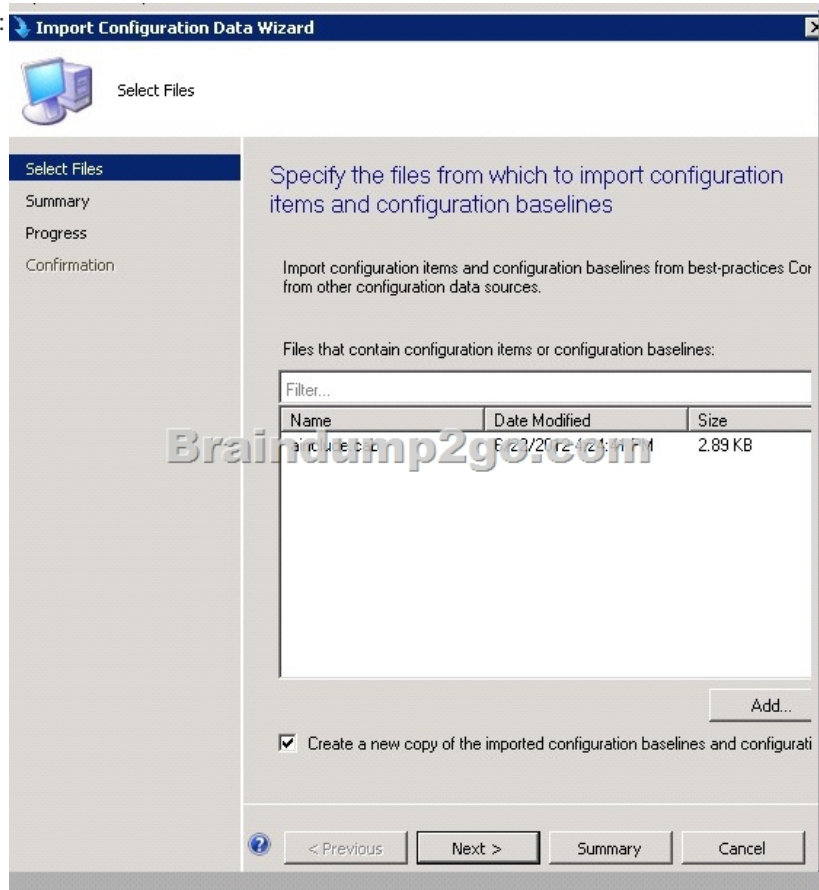 :
Import Configuration Data Wizard
Select Files
Select Files
Summary
Progress
Confirmation
Specify the files from which to import configuration
items and configuration baselines
Import configuration items and configuration baselines from best-practices Cor
from other configuration data sources.
Files that contain configuration items or configuration baselines:
Filter...
Name Date Modified Size
2.89 KB
Braindump2go.com
Add...
Create a new copy of the imported configuration baselines and configurati
< Previous Next > Summary Cancel